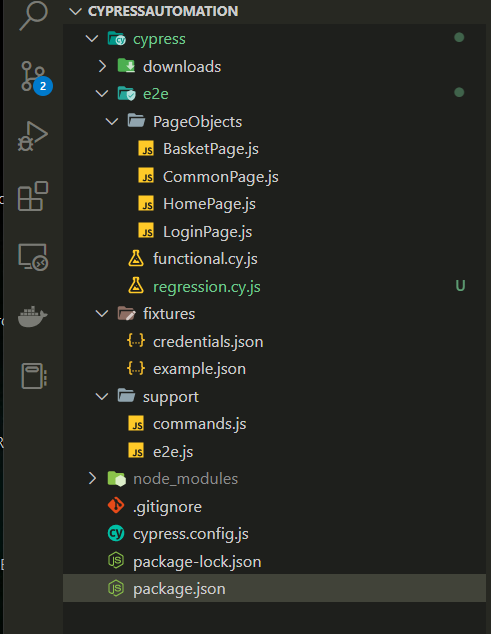 CYPRESSAUTOMATION
cypress
downloads
e2e
PageObjects
JS BasketPage.js
JS CommonPage.js
JS HomePage.js
JS LoginPage.js
functional.cy.js
regression.cy.js U
fixtures
{..} credentials.json
{..} example.json
2
support
JS commands.js
JS e2e.js
node_modules
.gitignore
cy cypress.config.js
package-lock.json
package.json